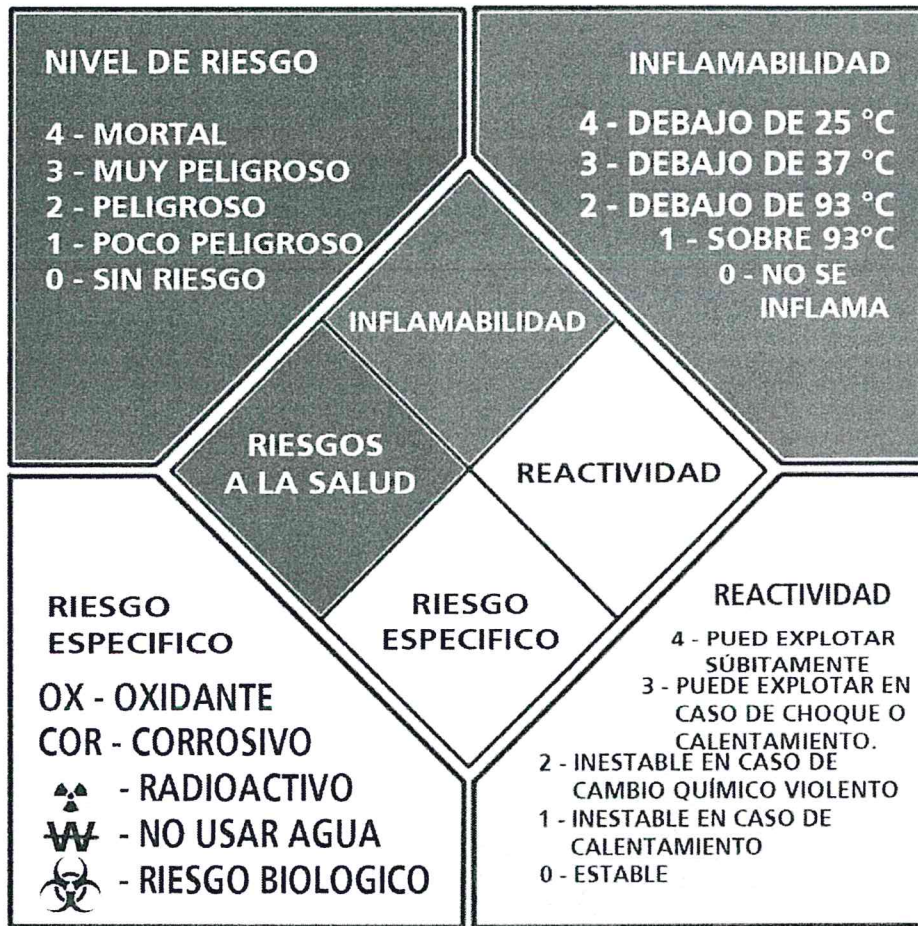 NIVEL DE RIESGO
4 - MORTAL
3 - MUY PELIGROSO
2 - PELIGROSO
1 - POCO PELIGROSO
0 - SIN RIESGO
INFLAMABILIDAD
4 - DEBAJO DE 25 °C
3 - DEBAJO DE 37 °C
2 - DEBAJO DE 93 °C
1 - SOBRE 93°C
0 - NO SE
INFLAMA
INFLAMABILIDAD
RIESGOS
A LA SALUD
REACTIVIDAD
RIESGO
ESPECIFICO
RIESGO
ESPECIFICO
OX - OXIDANTE
COR - CORROSIVO
- RADIOACTIVO
W - NO USAR AGUA
- RIESGO BIOLOGICO
REACTIVIDAD
4 - PUED EXPLOTAR
SÚBITAMENTE
3 - PUEDE EXPLOTAR EN
CASO DE CHOQUE O
CALENTAMIENTO.
2 - INESTABLE EN CASO DE
CAMBIO QUÍMICO VIOLENTO
1 - INESTABLE EN CASO DE
CALENTAMIENTO
0 - ESTABLE